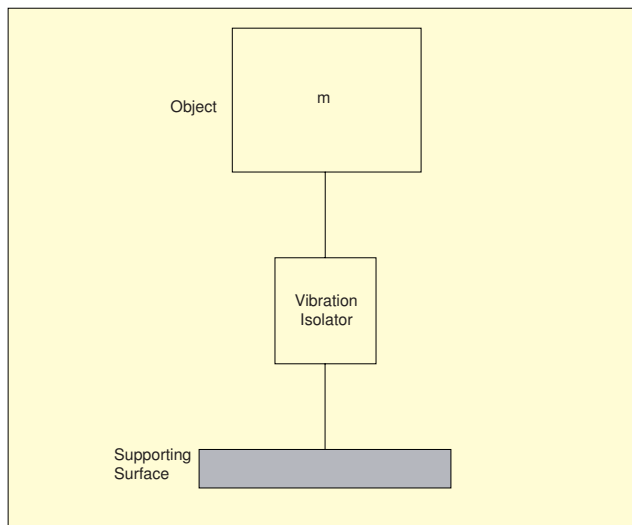 m
Object
Vibration
Isolator
Supporting
Surface